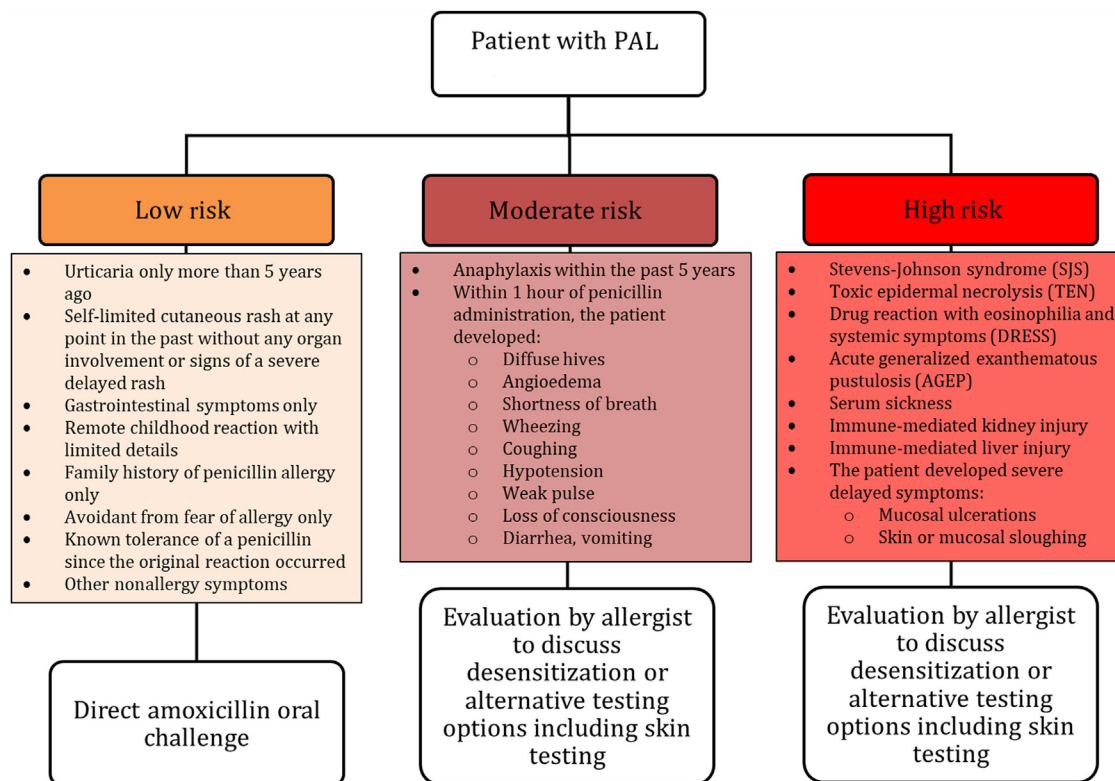 Patient with PAL
Low risk
• Urticaria only more than 5 years
ago
• Self-limited cutaneous rash at any
point in the past without any organ
involvement or signs of a severe
delayed rash
• Gastrointestinal symptoms only
• Remote childhood reaction with
limited details
• Family history of penicillin allergy
only
• Avoidant from fear of allergy only
• Known tolerance of a penicillin
since the original reaction occurred
• Other nonallergy symptoms
Direct amoxicillin oral
challenge
Moderate risk
• Anaphylaxis within the past 5 years
• Within 1 hour of penicillin
administration, the patient
developed:
o Diffuse hives
o Angioedema
o Shortness of breath
o Wheezing
o Coughing
o Hypotension
o Weak pulse
o Loss of consciousness
o Diarrhea, vomiting
Evaluation by allergist
to discuss
desensitization or
alternative testing
options including skin
testing
High risk
• Stevens-Johnson syndrome (SJS)
• Toxic epidermal necrolysis (TEN)
• Drug reaction with eosinophilia and
systemic symptoms (DRESS)
• Acute generalized exanthematous
pustulosis (AGEP)
• Serum sickness
• Immune-mediated kidney injury
• Immune-mediated liver injury
• The patient developed severe
delayed symptoms:
o Mucosal ulcerations
o Skin or mucosal sloughing
Evaluation by allergist
to discuss
desensitization or
alternative testing
options including skin
testing